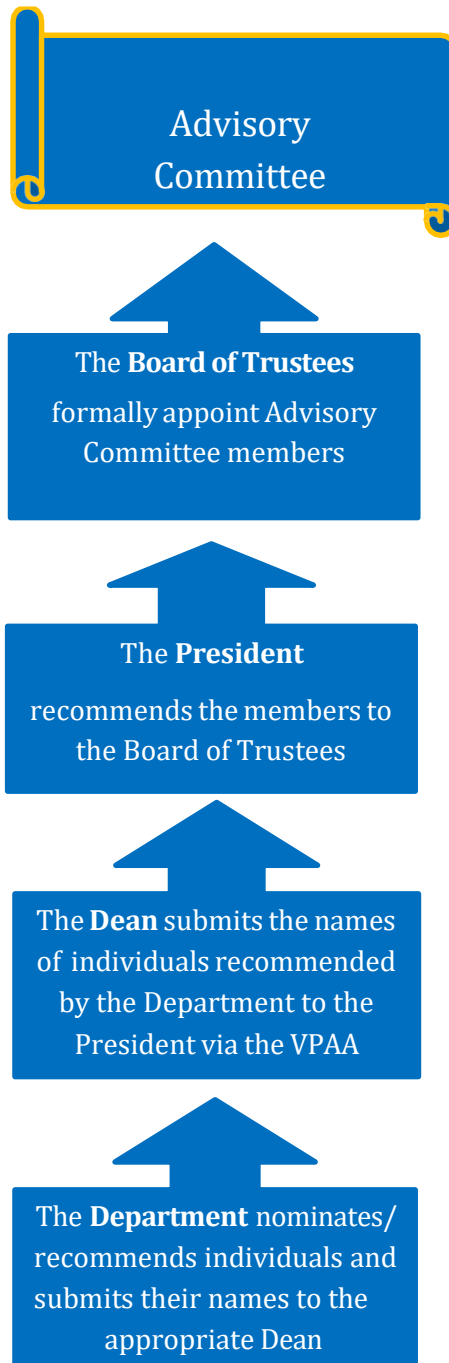 Advisory
Committee
The Board of Trustees
formally appoint Advisory
Committee members
The President
recommends the members to
the Board of Trustees
The Dean submits the names
of individuals recommended
by the Department to the
President via the VPAA
The Department nominates/
recommends individuals and
submits their names to the
appropriate Dean